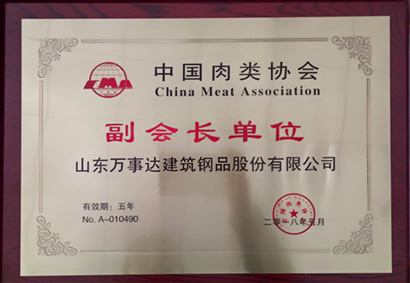 CMA
中国肉类协会
China Meat Association
副会长单位
山东万事达建筑钢品股份有限公司
有效期：五年
No. A-010490
二〇一八年五月